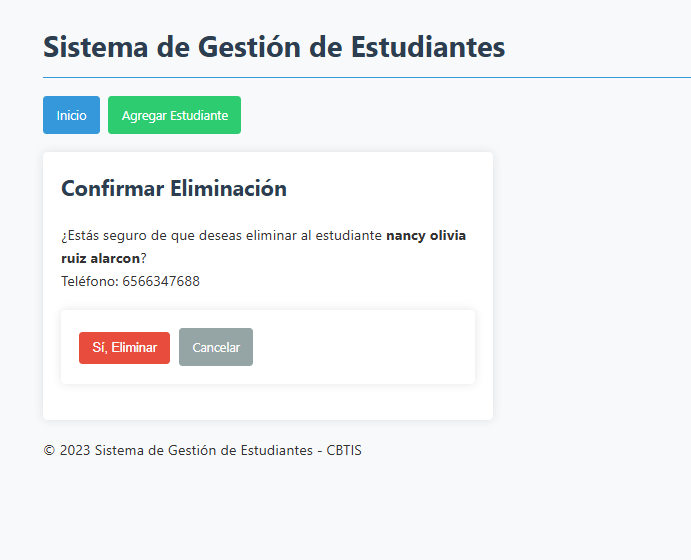 Sistema de Gestión de Estudiantes
Inicio
Agregar Estudiante
Confirmar Eliminación
¿Estás seguro de que deseas eliminar al estudiante nancy olivia
ruiz alarcon?
Teléfono: 6566347688
Sí, Eliminar
Cancelar
© 2023 Sistema de Gestión de Estudiantes - CBTIS